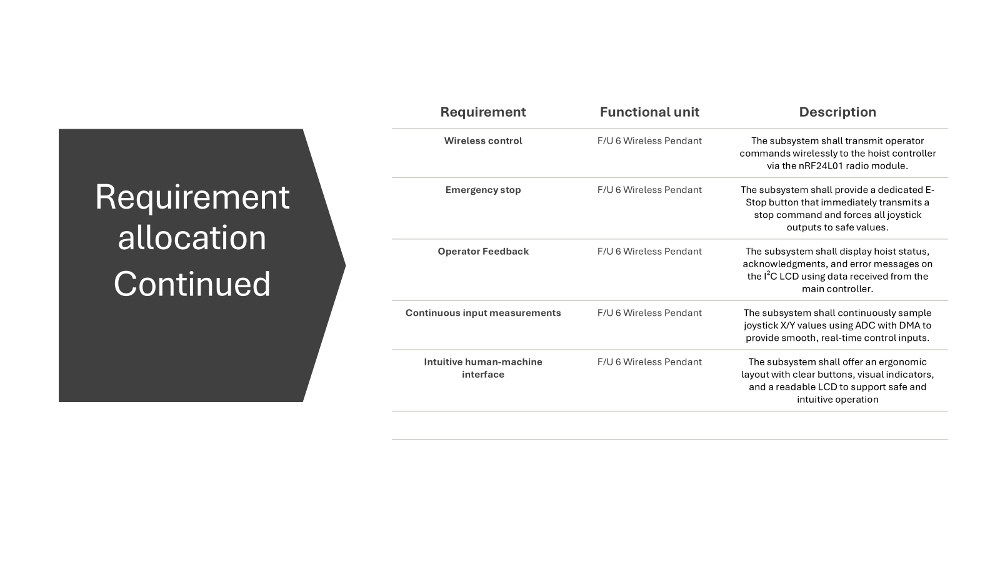 Requirement
allocation
Continued
Requirement Functional unit Description
Wireless control F/U 6 Wireless Pendant The subsystem shall transmit operator
commands wirelessly to the hoist controller
via the nRF24L01 radio module.
Emergency stop F/U 6 Wireless Pendant The subsystem shall provide a dedicated E-
Stop button that immediately transmits a
stop command and forces all joystick
outputs to safe values.
Operator Feedback F/U 6 Wireless Pendant The subsystem shall display hoist status,
acknowledgments, and error messages on
the I²C LCD using data received from the
main controller.
Continuous input measurements F/U 6 Wireless Pendant The subsystem shall continuously sample
joystick X/Y values using ADC with DMA to
provide smooth, real-time control inputs.
Intuitive human-machine F/U 6 Wireless Pendant The subsystem shall offer an ergonomic
interface layout with clear buttons, visual indicators,
and a readable LCD to support safe and
intuitive operation